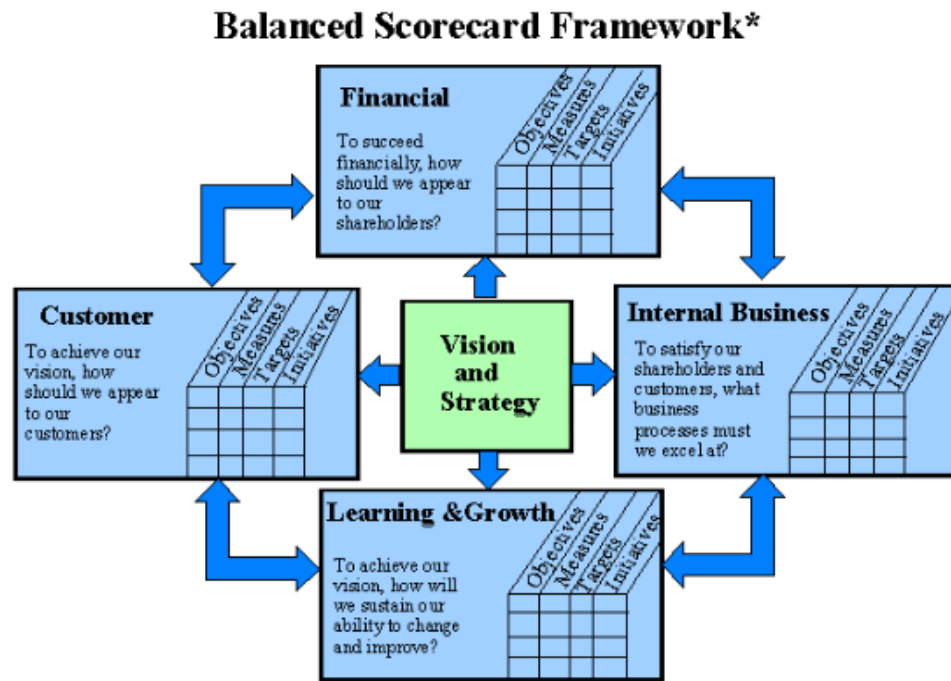 Balanced Scorecard Framework*
Financial
To succeed
financially, how
should we appear
to our
shareholders?
Objectives
Measures
Targets
Initiatives
Customer
To achieve our
vision, how
should we appear
to our
customers?
Objectives
Measures
Targets
Initiatives
Vision
and
Strategy
Internal Business
To satisfy our
shareholders and
customers, what
business
processes must
we excel at?
Objectives
Measures
Targets
Initiatives
Learning &Growth
To achieve our
vision, how will
we sustain our
ability to change
and improve?
Objectives
Measures
Targets
Initiatives